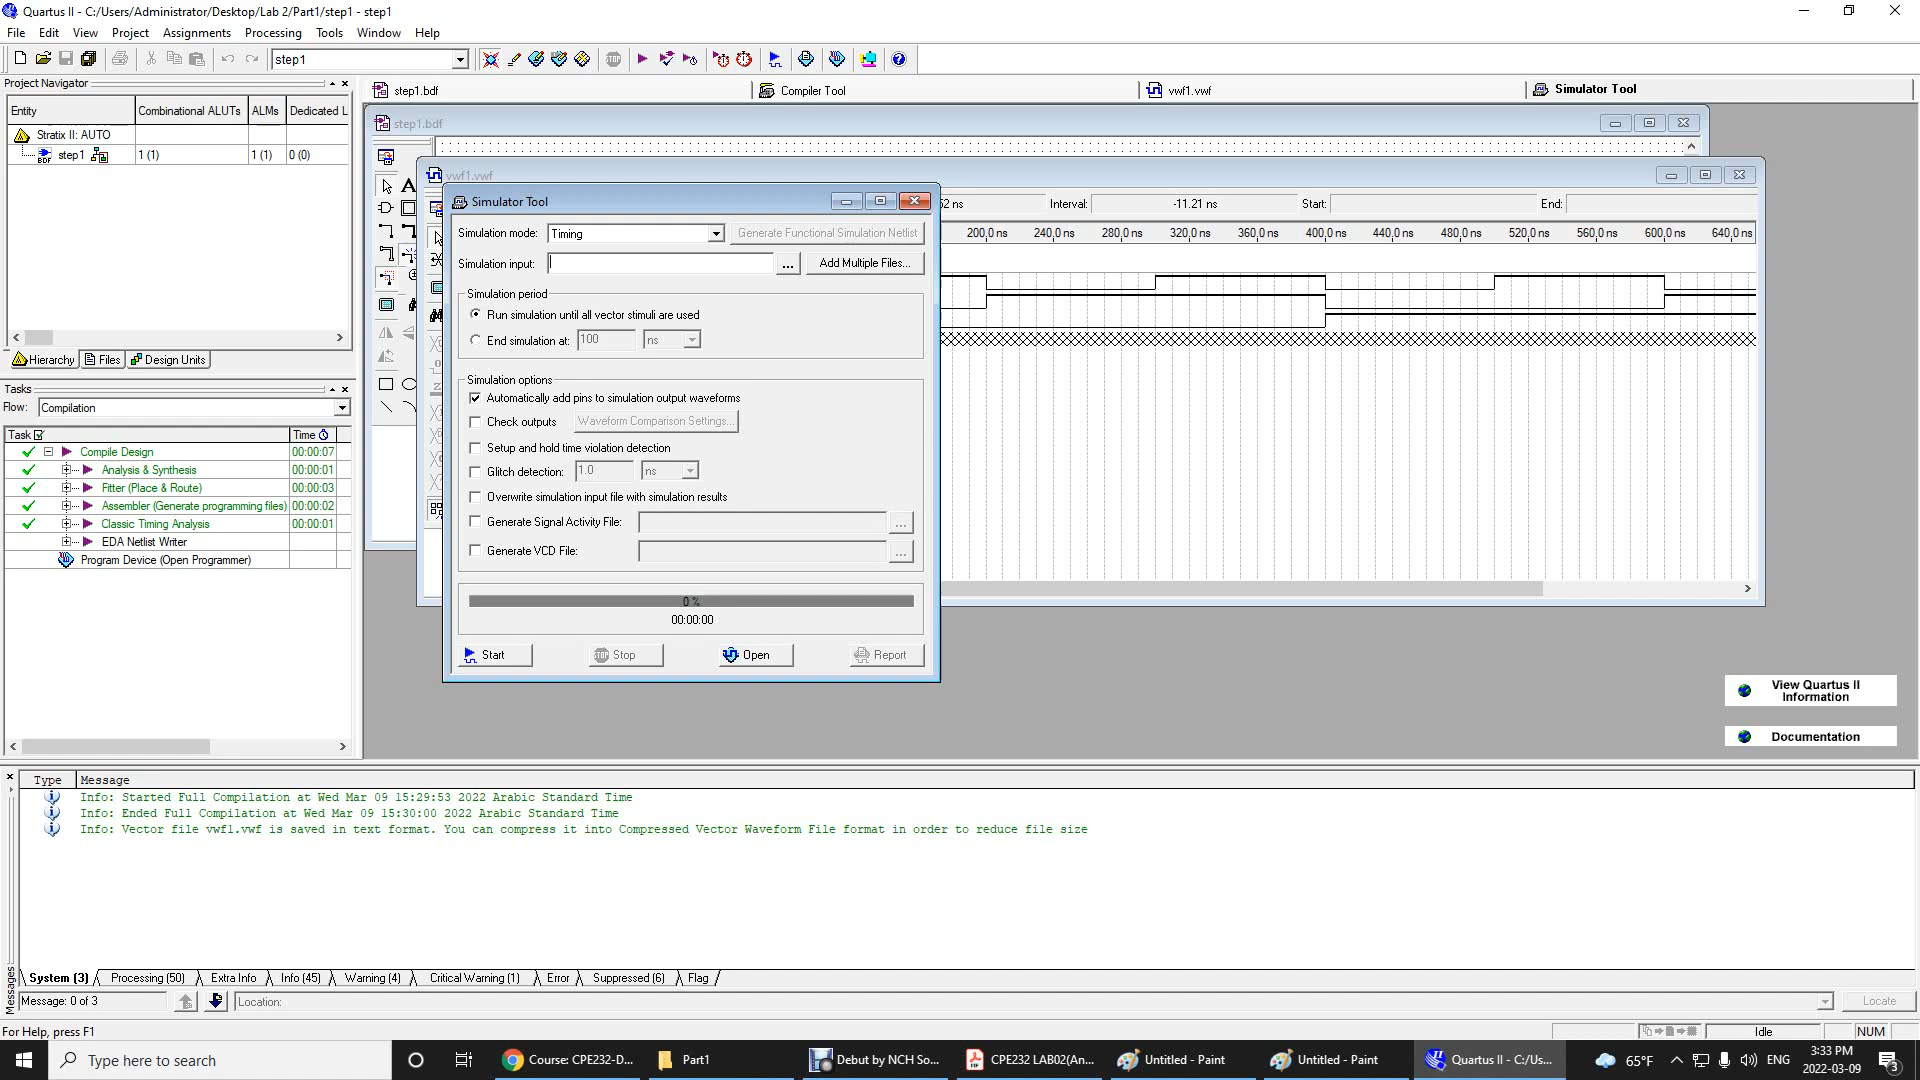 Quartus II - C:/Users/Administrator/Desktop/Lab 2/Part1/step1 - step1
File Edit View Project Assignments Processing Tools Window Help
step1
Project Navigator
Entity Combinational ALUTs ALMs Dedicated L
Stratix II: AUTO
step1 1 (1) 1 (1) 0 (0)
Hierarchy Files Design Units
Tasks
Flow: Compilation
Task Time
Compile Design 00:00:07
Analysis & Synthesis 00:00:01
Fitter (Place & Route) 00:00:03
Assembler (Generate programming files) 00:00:02
Classic Timing Analysis 00:00:01
EDA Netlist Writer
Program Device (Open Programmer)
step1.bdf Compiler Tool vwf1.vwf Simulator Tool
step1.bdf
vwf1.vwf
52 ns Interval: -11.21 ns Start: End:
200.0 ns 240.0 ns 280.0 ns 320.0 ns 360.0 ns 400.0 ns 440.0 ns 480.0 ns 520.0 ns 560.0 ns 600.0 ns 640.0 ns
Simulator Tool
Simulation mode: Timing Generate Functional Simulation Netlist
Simulation input: ... Add Multiple Files...
Simulation period
Run simulation until all vector stimuli are used
End simulation at: 100 ns
Simulation options
Automatically add pins to simulation output waveforms
Check outputs Waveform Comparison Settings...
Setup and hold time violation detection
Glitch detection: 1.0 ns
Overwrite simulation input file with simulation results
Generate Signal Activity File: ...
Generate VCD File: ...
0 %
00:00:00
Start Stop Open Report
View Quartus II
Information
Documentation
Type Message
Info: Started Full Compilation at Wed Mar 09 15:29:53 2022 Arabic Standard Time
Info: Ended Full Compilation at Wed Mar 09 15:30:00 2022 Arabic Standard Time
Info: Vector file vwf1.vwf is saved in text format. You can compress it into Compressed Vector Waveform File format in order to reduce file size
System (3) Processing (50) Extra Info Info (45) Warning (4) Critical Warning (1) Error Suppressed (6) Flag
Messages
Message: 0 of 3 Location: Locate
For Help, press F1 Idle NUM
Type here to search Course: CPE232-D... Part1 Debut by NCH So... CPE232 LAB02(An... Untitled - Paint Untitled - Paint Quartus II - C:/Us... 65°F ENG 3:33 PM
2022-03-09 3